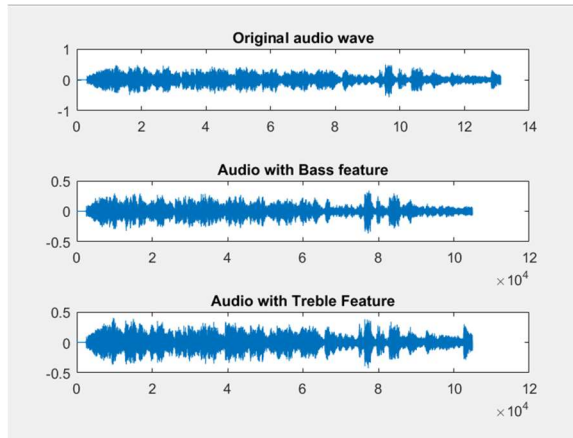 Original audio wave
1
0
-1
0 2 4 6 8 10 12 14
Audio with Bass feature
0.5
0
-0.5
0 2 4 6 8 10 12
×10⁴
Audio with Treble Feature
0.5
0
-0.5
0 2 4 6 8 10 12
×10⁴